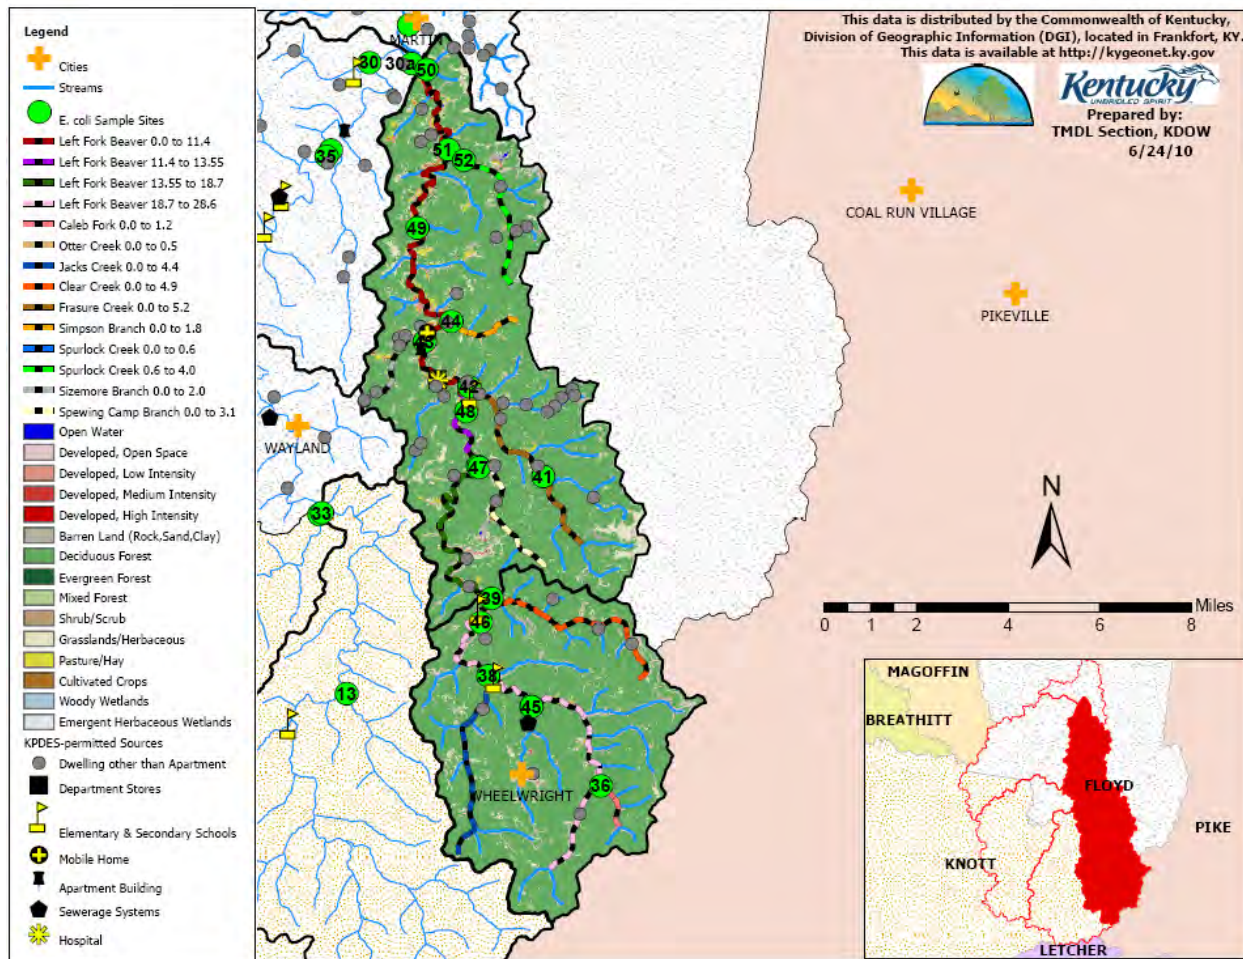 Legend
Cities
Streams
E. coli Sample Sites
Left Fork Beaver 0.0 to 11.4
Left Fork Beaver 11.4 to 13.55
Left Fork Beaver 13.55 to 18.7
Left Fork Beaver 18.7 to 28.6
Caleb Fork 0.0 to 1.2
Otter Creek 0.0 to 0.5
Jacks Creek 0.0 to 4.4
Clear Creek 0.0 to 4.9
Frasure Creek 0.0 to 5.2
Simpson Branch 0.0 to 1.8
Spurlock Creek 0.0 to 0.6
Spurlock Creek 0.6 to 4.0
Sizemore Branch 0.0 to 2.0
Spewing Camp Branch 0.0 to 3.1
Open Water
Developed, Open Space
Developed, Low Intensity
Developed, Medium Intensity
Developed, High Intensity
Barren Land (Rock,Sand,Clay)
Deciduous Forest
Evergreen Forest
Mixed Forest
Shrub/Scrub
Grasslands/Herbaceous
Pasture/Hay
Cultivated Crops
Woody Wetlands
Emergent Herbaceous Wetlands
KPDES-permitted Sources
Dwelling other than Apartment
Department Stores
Elementary & Secondary Schools
Mobile Home
Apartment Building
Sewerage Systems
Hospital
This data is distributed by the Commonwealth of Kentucky,
Division of Geographic Information (DGI), located in Frankfort, KY.
This data is available at http://kygeonet.ky.gov
Kentucky
UNBRIDLED SPIRIT
Prepared by:
TMDL Section, KDOW
6/24/10
MARTIN
30
30a
50
35
51
52
49
44
42
48
47
41
33
39
46
38
13
45
36
WAYLAND
WHEELWRIGHT
COAL RUN VILLAGE
PIKEVILLE
N
Miles
0 1 2 4 6 8
MAGOFFIN
BREATHITT
FLOYD
PIKE
KNOTT
LETCHER